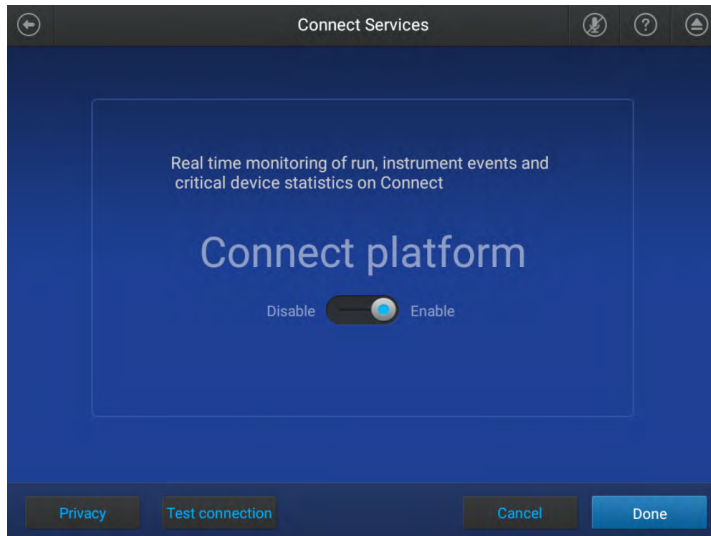 Connect Services
?
Real time monitoring of run, instrument events and
critical device statistics on Connect
Connect platform
Disable Enable
Privacy Test connection Cancel Done